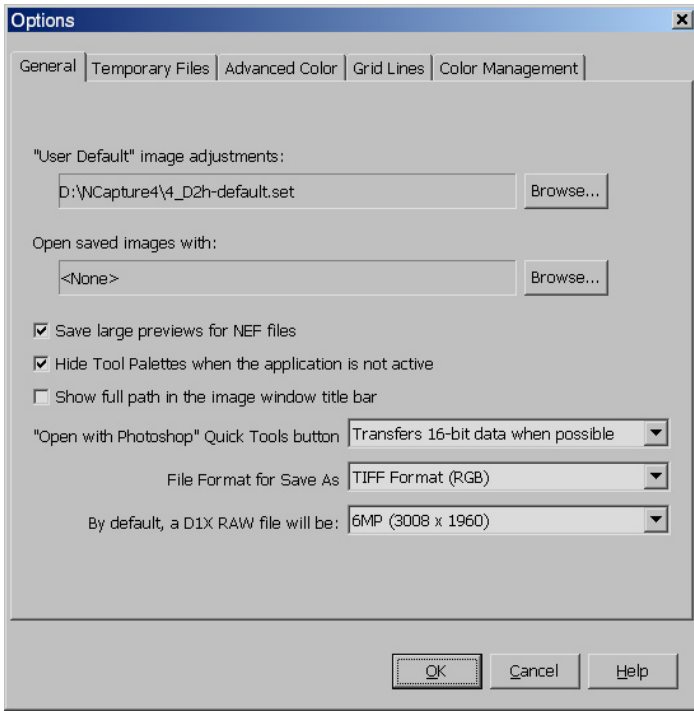 Options
General Temporary Files Advanced Color Grid Lines Color Management
"User Default" image adjustments:
D:\NCapture4\4_D2h-default.set Browse...
Open saved images with:
<None> Browse...
Save large previews for NEF files
Hide Tool Palettes when the application is not active
Show full path in the image window title bar
"Open with Photoshop" Quick Tools button Transfers 16-bit data when possible
File Format for Save As TIFF Format (RGB)
By default, a D1X RAW file will be: 6MP (3008 x 1960)
OK Cancel Help